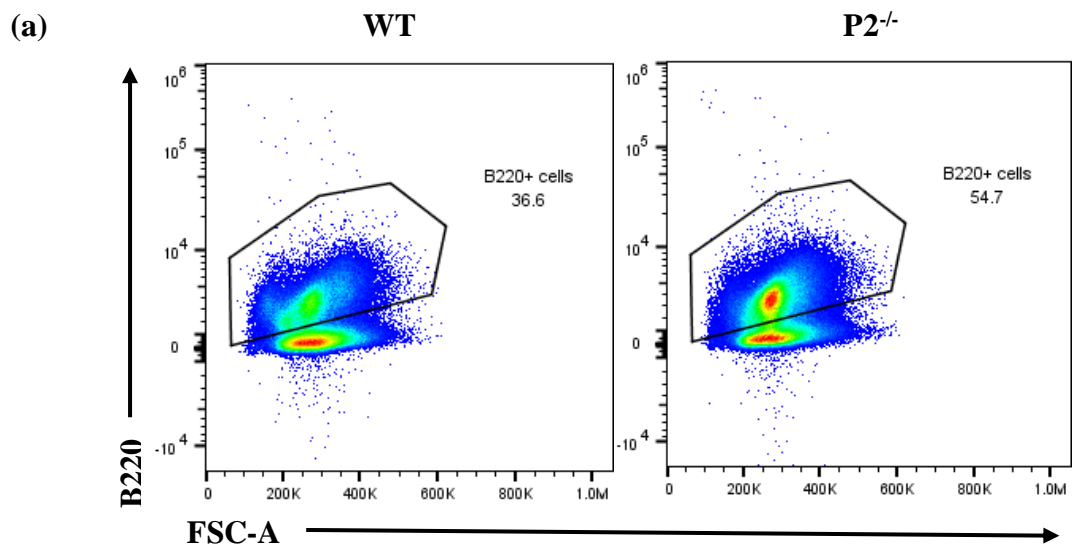 (a)
WT
P2-/-
10^6
10^5
10^4
0
-10^4
B220+ cells
36.6
0 200K 400K 600K 800K 1.0M
10^6
10^5
10^4
0
-10^4
B220+ cells
54.7
0 200K 400K 600K 800K 1.0M
B220
FSC-A